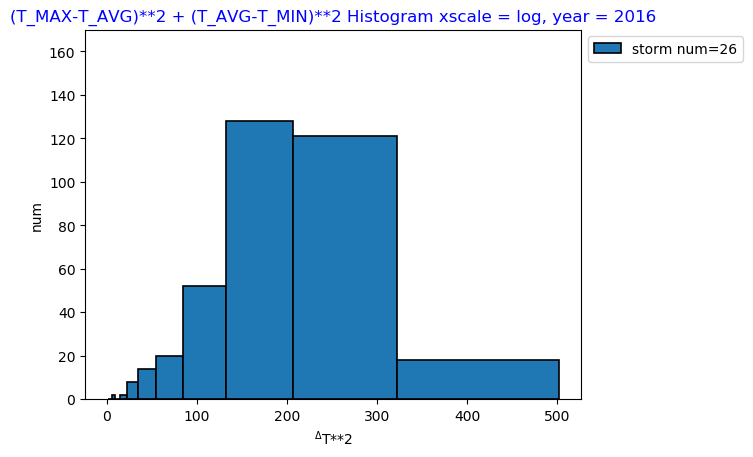 (T_MAX-T_AVG)**2 + (T_AVG-T_MIN)**2 Histogram xscale = log, year = 2016
storm num=26
160
140
120
100
80
60
40
20
0
num
0 100 200 300 400 500
ΔT**2